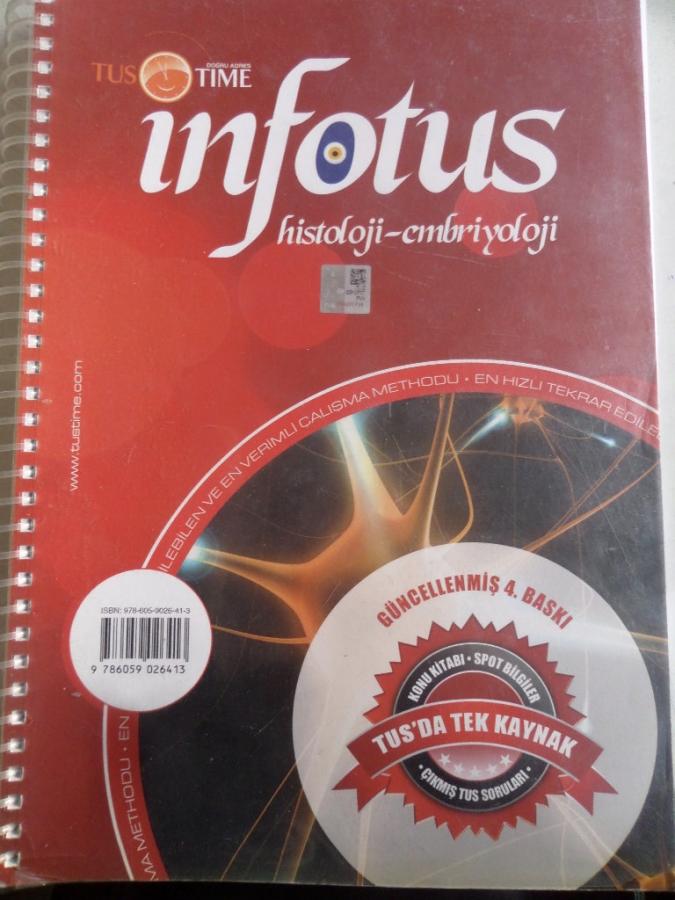 TUS TIME
DOĞRU ADRES
infotus
histoloji-embriyoloji
www.tustime.com
EN HIZLI TEKRAR EDİLE
İLEBİLEN VE EN VERİMLİ ÇALIŞMA METHODU •
MA METHODU • EN
GÜNCELLENMİŞ 4. BASKI
KONU KİTABI • SPOT BİLGİLER
TUS'DA TEK KAYNAK
• ÇIKMIŞ TUS SORULARI •
ISBN: 978-605-9026-41-3
9 786059 026413